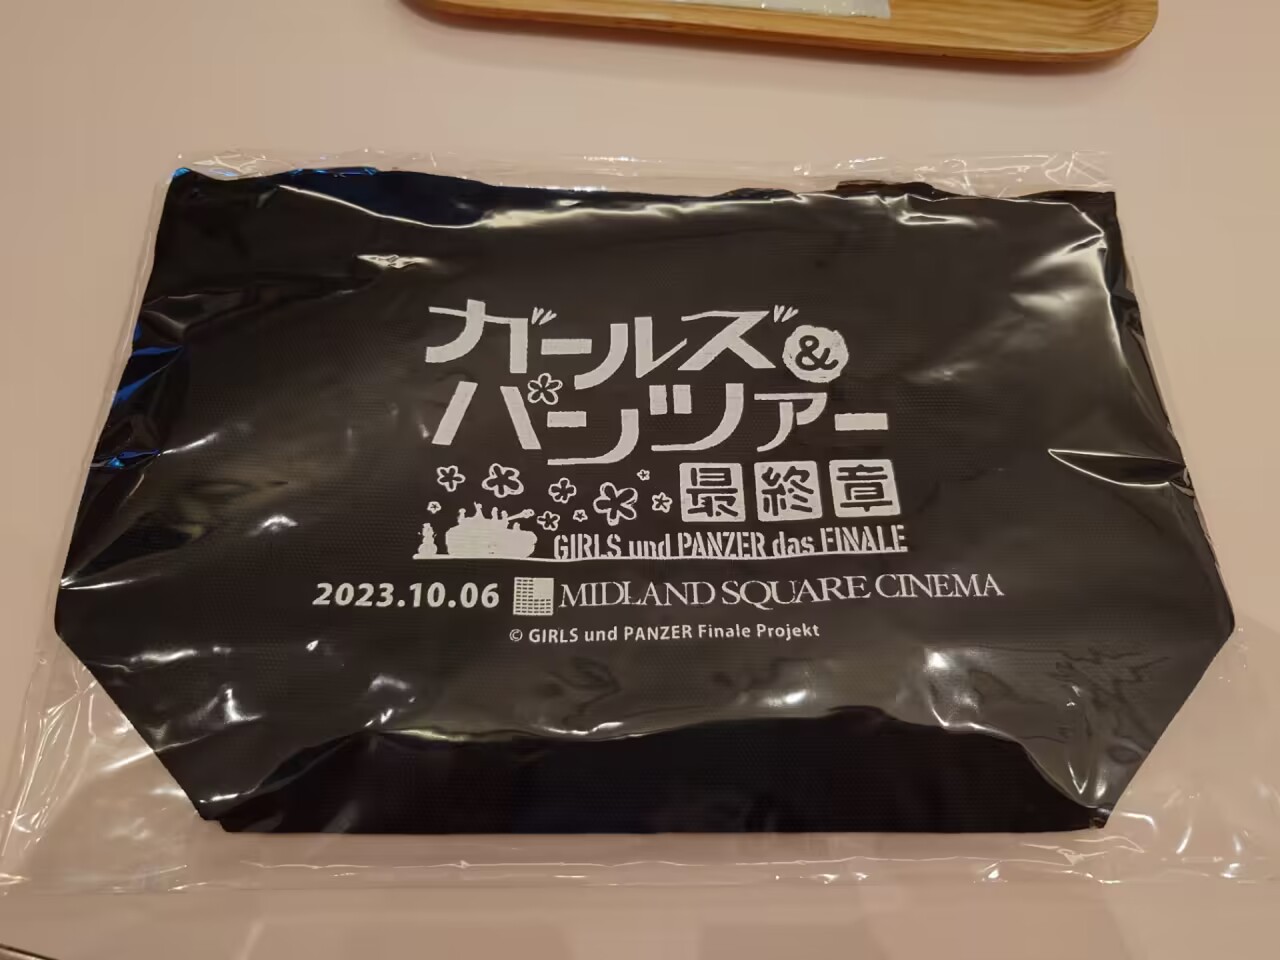 ガールズ&
パンツァー
最終章
GIRLS und PANZER das FINALE
2023.10.06 MIDLAND SQUARE CINEMA
© GIRLS und PANZER Finale Projekt